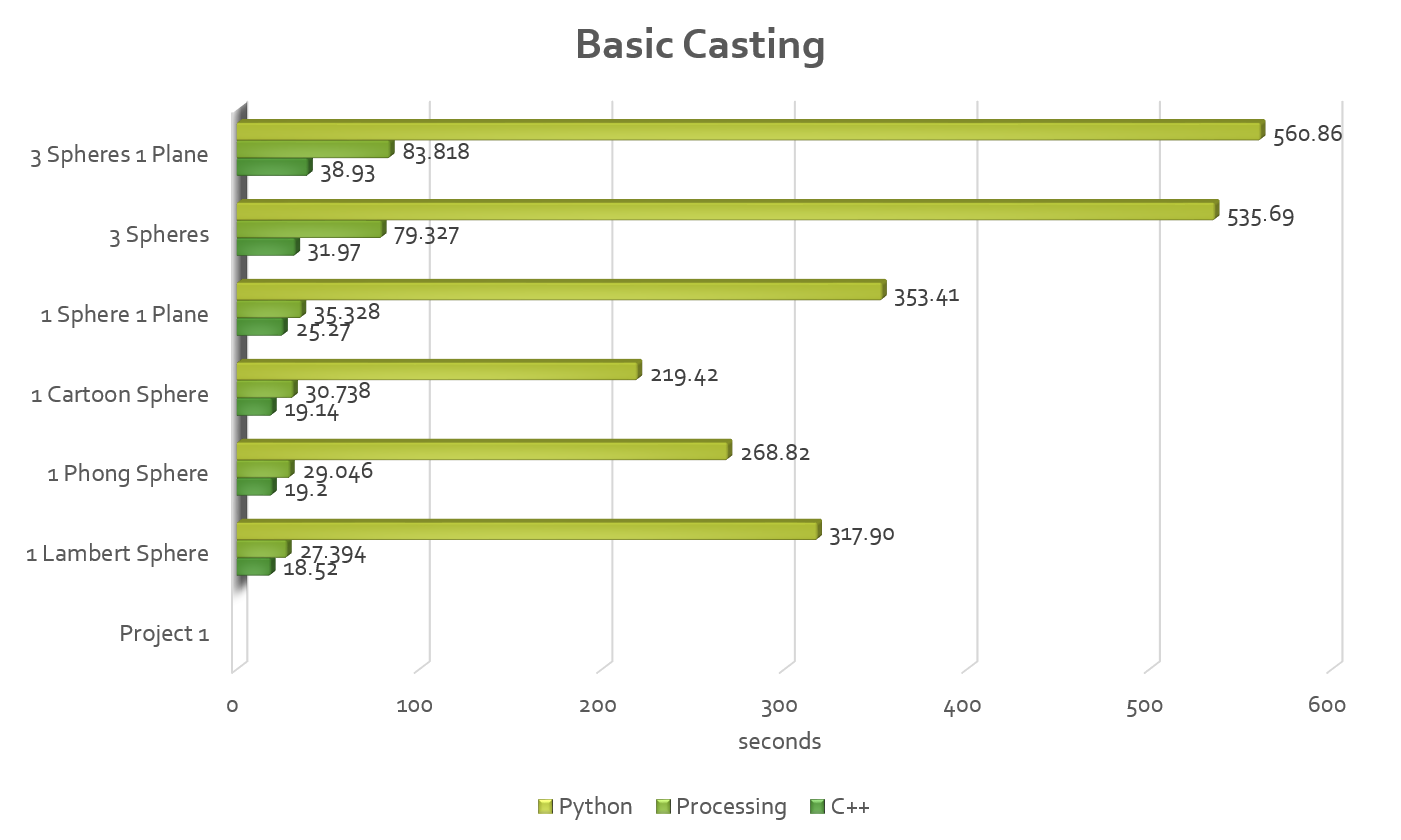 Basic Casting
3 Spheres 1 Plane
560.86
83.818
38.93
3 Spheres
535.69
79.327
31.97
1 Sphere 1 Plane
353.41
35.328
25.27
1 Cartoon Sphere
219.42
30.738
19.14
1 Phong Sphere
268.82
29.046
19.2
1 Lambert Sphere
317.90
27.394
18.52
Project 1
0 100 200 300 400 500 600
seconds
Python Processing C++